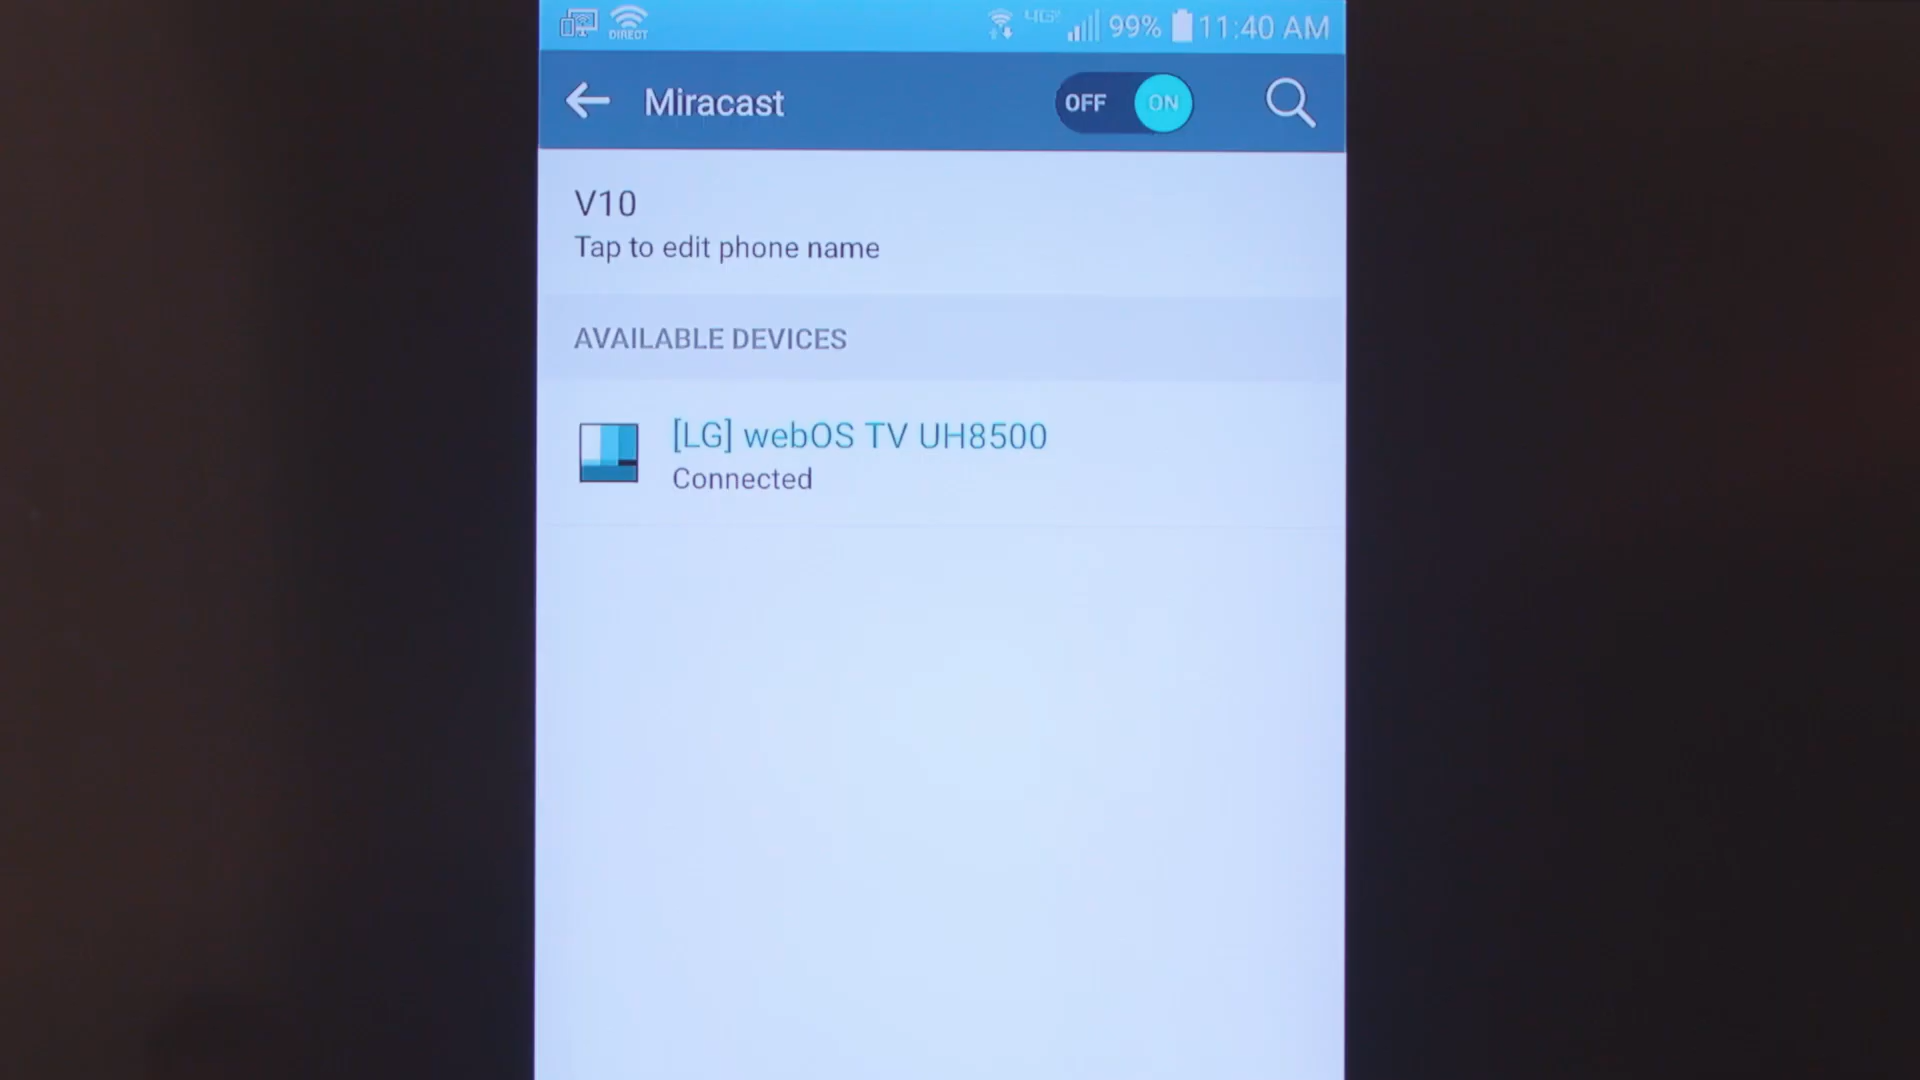 DIRECT 4G 99% 11:40 AM
Miracast OFF ON
V10
Tap to edit phone name
AVAILABLE DEVICES
[LG] webOS TV UH8500
Connected